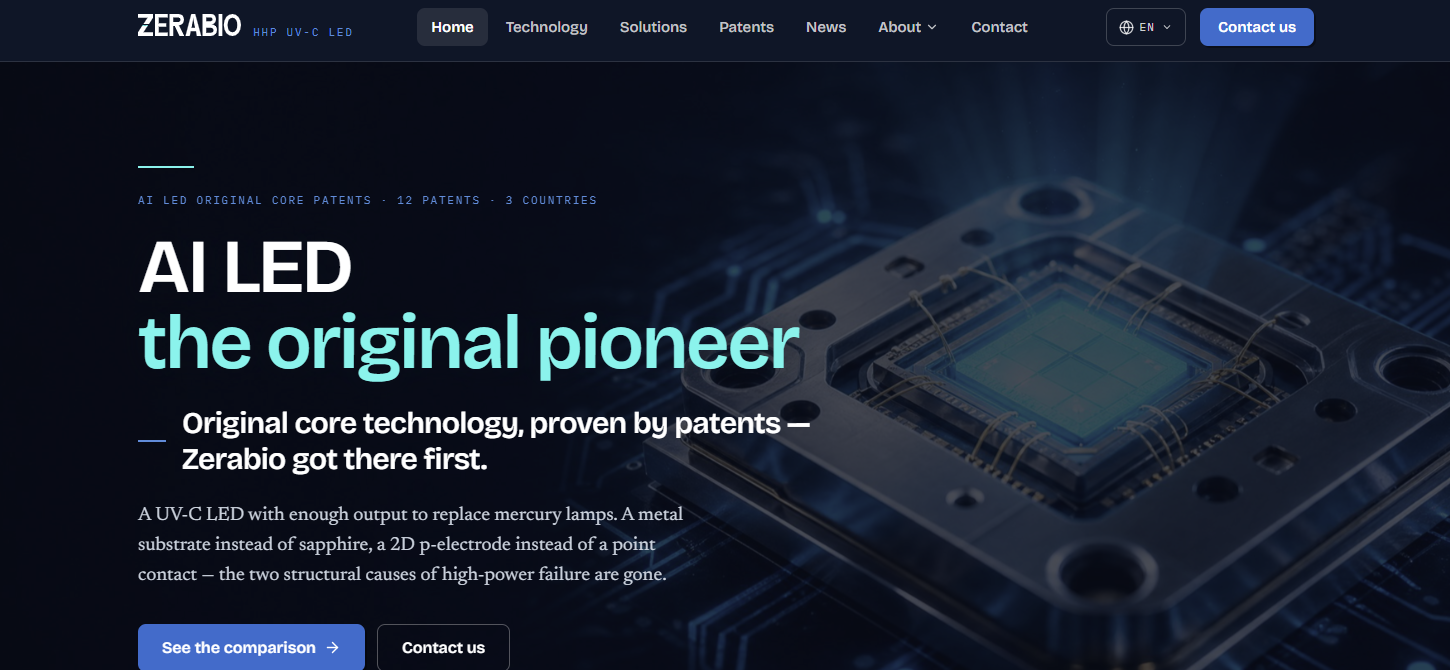 ZERABIO HHP UV-C LED
Home Technology Solutions Patents News About Contact EN Contact us
AI LED ORIGINAL CORE PATENTS · 12 PATENTS · 3 COUNTRIES
AI LED
the original pioneer
Original core technology, proven by patents —
Zerabio got there first.
A UV-C LED with enough output to replace mercury lamps. A metal
substrate instead of sapphire, a 2D p-electrode instead of a point
contact — the two structural causes of high-power failure are gone.
See the comparison → Contact us